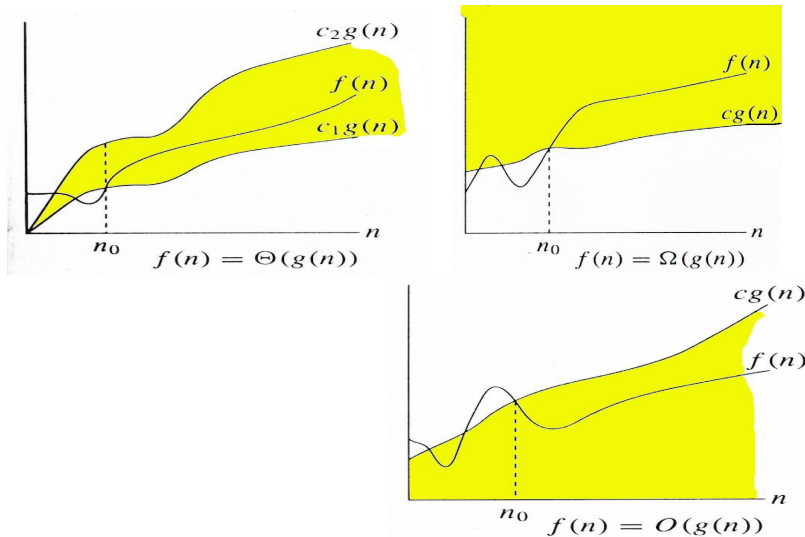 c₂g(n)
f(n)
c₁g(n)
n
n₀
f(n) = Θ(g(n))
f(n)
cg(n)
n
n₀
f(n) = Ω(g(n))
cg(n)
f(n)
n
n₀
f(n) = O(g(n))